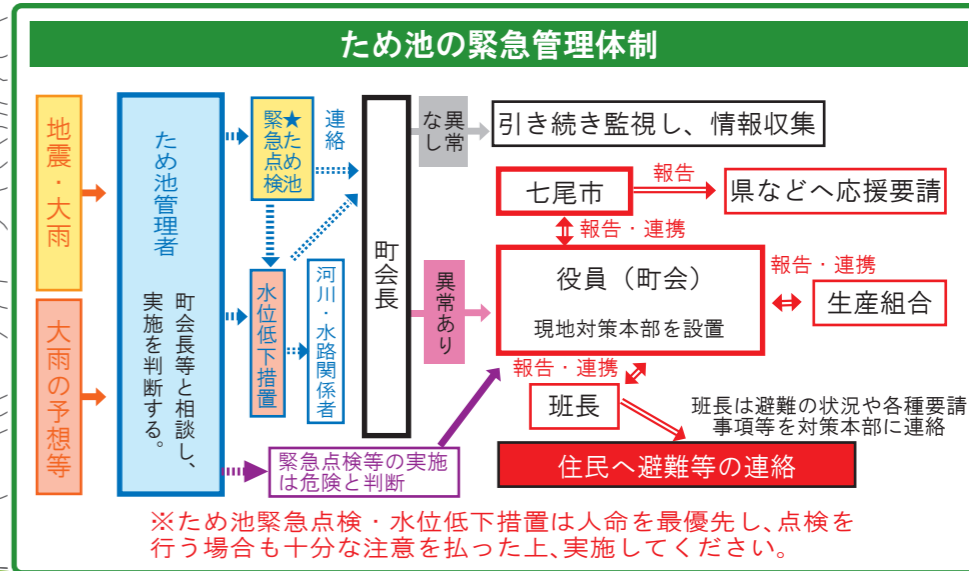 ため池の緊急管理体制
地震・大雨
大雨の予想等
ため池管理者
町会長等と相談し、
実施を判断する。
★ため池
緊急点検
連絡
水位低下措置
河川・水路関係者
緊急点検等の実施
は危険と判断
町会長
異常
なし
引き続き監視し、情報収集
異常あり
七尾市
報告
県などへ応援要請
報告・連携
役員（町会）
現地対策本部を設置
報告・連携
生産組合
報告・連携
班長
班長は避難の状況や各種要請
事項等を対策本部に連絡
住民へ避難等の連絡
※ため池緊急点検・水位低下措置は人命を最優先し、点検を
行う場合も十分な注意を払った上、実施してください。